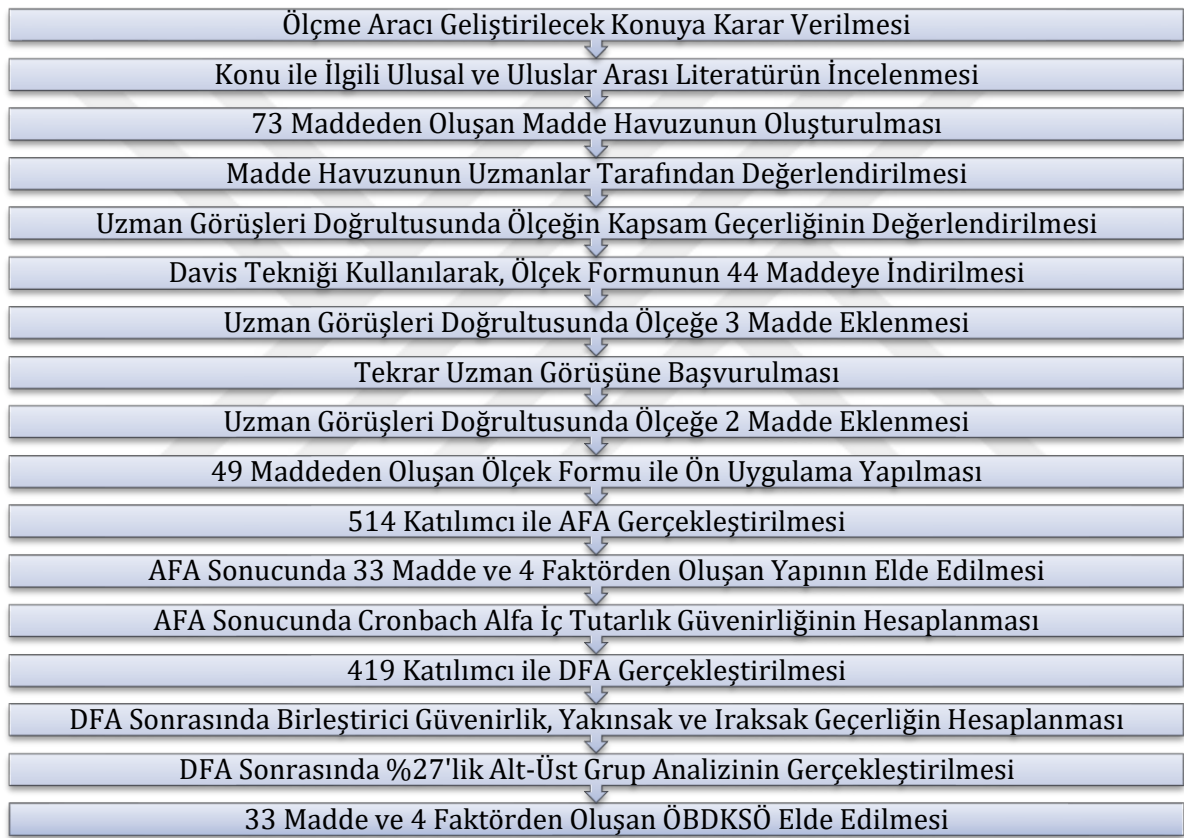 Ölçme Aracı Geliştirilecek Konuya Karar Verilmesi
Konu ile İlgili Ulusal ve Uluslar Arası Literatürün İncelenmesi
73 Maddeden Oluşan Madde Havuzunun Oluşturulması
Madde Havuzunun Uzmanlar Tarafından Değerlendirilmesi
Uzman Görüşleri Doğrultusunda Ölçeğin Kapsam Geçerliğinin Değerlendirilmesi
Davis Tekniği Kullanılarak, Ölçek Formunun 44 Maddeye İndirilmesi
Uzman Görüşleri Doğrultusunda Ölçeğe 3 Madde Eklenmesi
Tekrar Uzman Görüşüne Başvurulması
Uzman Görüşleri Doğrultusunda Ölçeğe 2 Madde Eklenmesi
49 Maddeden Oluşan Ölçek Formu ile Ön Uygulama Yapılması
514 Katılımcı ile AFA Gerçekleştirilmesi
AFA Sonucunda 33 Madde ve 4 Faktörden Oluşan Yapının Elde Edilmesi
AFA Sonucunda Cronbach Alfa İç Tutarlık Güvenirliğinin Hesaplanması
419 Katılımcı ile DFA Gerçekleştirilmesi
DFA Sonrasında Birleştirici Güvenirlik, Yakınsak ve Iraksak Geçerliğin Hesaplanması
DFA Sonrasında %27'lik Alt-Üst Grup Analizinin Gerçekleştirilmesi
33 Madde ve 4 Faktörden Oluşan ÖBDKSÖ Elde Edilmesi